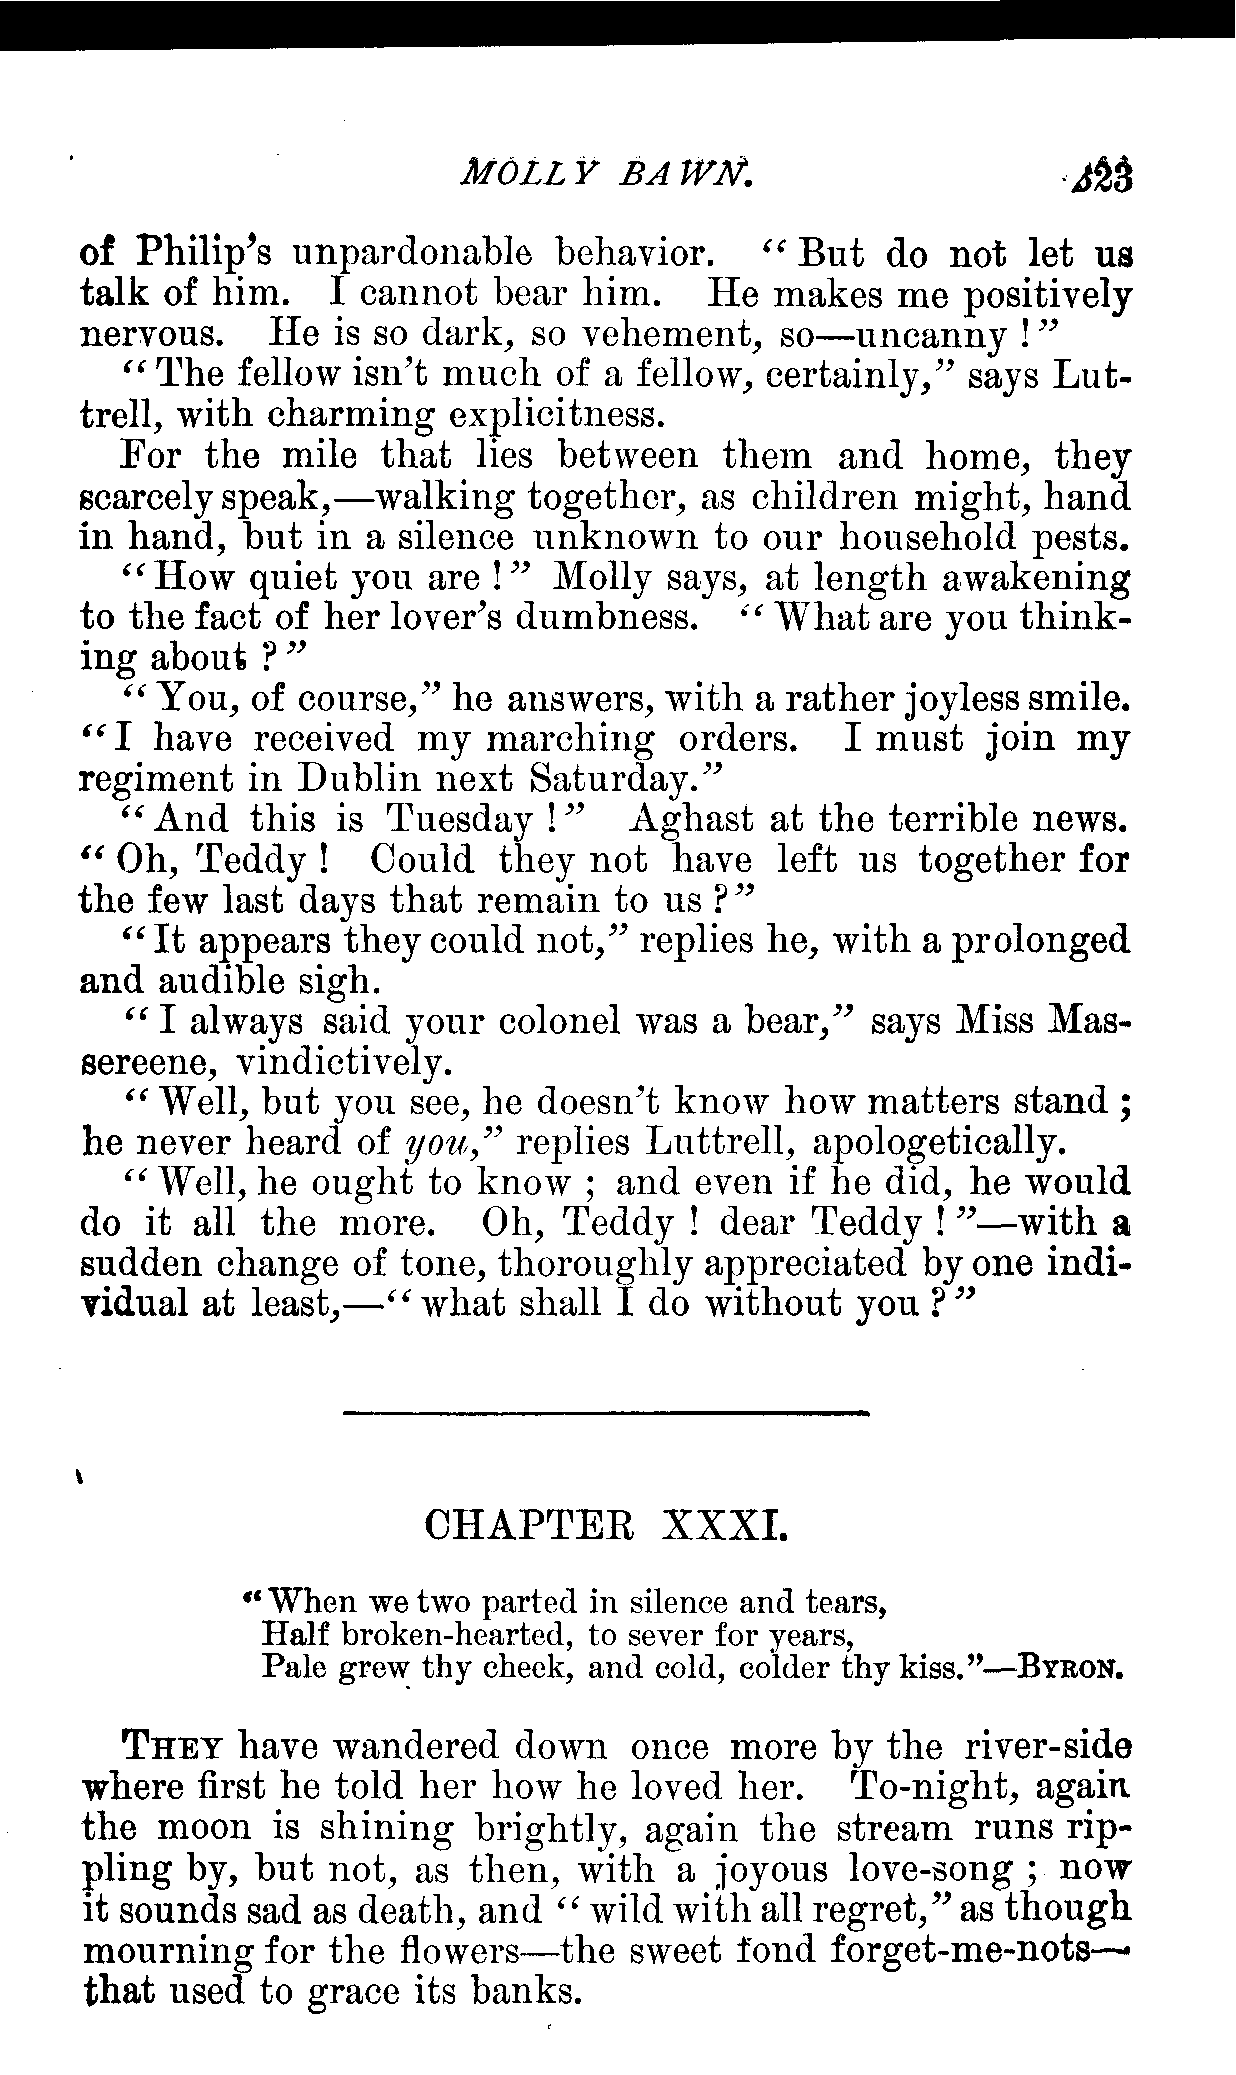 MOLLY BAWN.
of Philip's unpardonable behavior. "But do not let us
talk of him. I cannot bear him. He makes me positively
nervous. He is so dark, so vehement, so—uncanny!"
"The fellow isn't much of a fellow, certainly," says Lut-
trell, with charming explicitness.
For the mile that lies between them and home, they
scarcely speak,—walking together, as children might, hand
in hand, but in a silence unknown to our household pests.
"How quiet you are!" Molly says, at length awakening
to the fact of her lover's dumbness. "What are you think-
ing about?"
"You, of course," he answers, with a rather joyless smile.
"I have received my marching orders. I must join my
regiment in Dublin next Saturday."
"And this is Tuesday!" Aghast at the terrible news.
"Oh, Teddy! Could they not have left us together for
the few last days that remain to us?"
"It appears they could not," replies he, with a prolonged
and audible sigh.
"I always said your colonel was a bear," says Miss Mas-
sereene, vindictively.
"Well, but you see, he doesn't know how matters stand;
he never heard of you," replies Luttrell, apologetically.
"Well, he ought to know; and even if he did, he would
do it all the more. Oh, Teddy! dear Teddy!"—with a
sudden change of tone, thoroughly appreciated by one indi-
vidual at least,—"what shall I do without you?"
CHAPTER XXXI.
"When we two parted in silence and tears,
Half broken-hearted, to sever for years,
Pale grew thy cheek, and cold, colder thy kiss."—BYRON.
THEY have wandered down once more by the river-side
where first he told her how he loved her. To-night, again
the moon is shining brightly, again the stream runs rip-
pling by, but not, as then, with a joyous love-song; now
it sounds sad as death, and "wild with all regret," as though
mourning for the flowers—the sweet fond forget-me-nots—
that used to grace its banks.